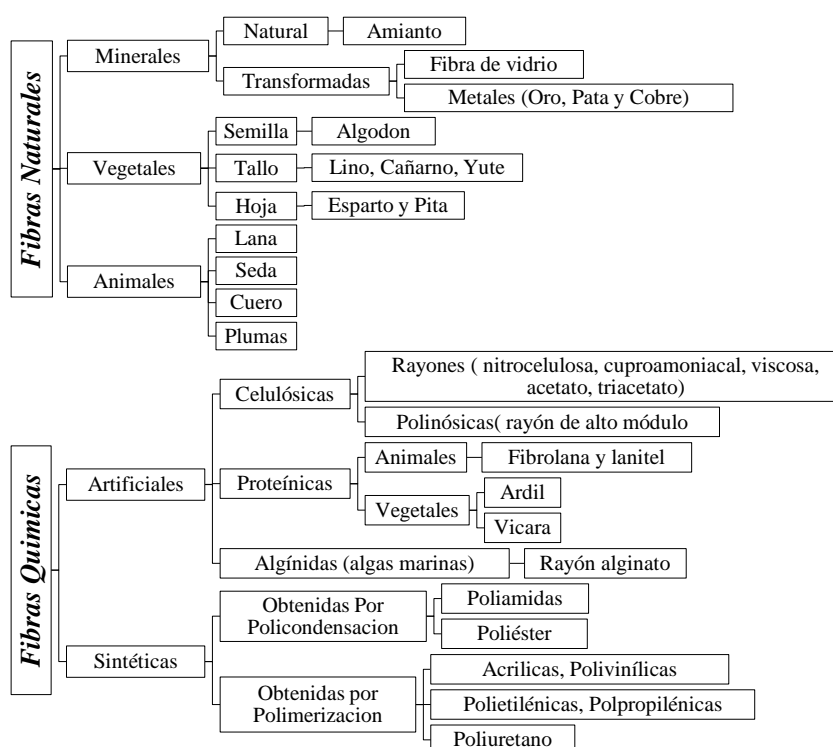 Fibras Naturales
Minerales
Natural
Amianto
Transformadas
Fibra de vidrio
Metales (Oro, Pata y Cobre)
Vegetales
Semilla
Algodon
Tallo
Lino, Cañarno, Yute
Hoja
Esparto y Pita
Animales
Lana
Seda
Cuero
Plumas
Fibras Quimicas
Artificiales
Celulósicas
Rayones ( nitrocelulosa, cuproamoniacal, viscosa,
acetato, triacetato)
Polinósicas( rayón de alto módulo
Proteínicas
Animales
Fibrolana y lanitel
Vegetales
Ardil
Vicara
Algínidas (algas marinas)
Rayón alginato
Sintéticas
Obtenidas Por
Policondensacion
Poliamidas
Poliéster
Obtenidas por
Polimerizacion
Acrilicas, Polivinílicas
Polietilénicas, Polpropilénicas
Poliuretano